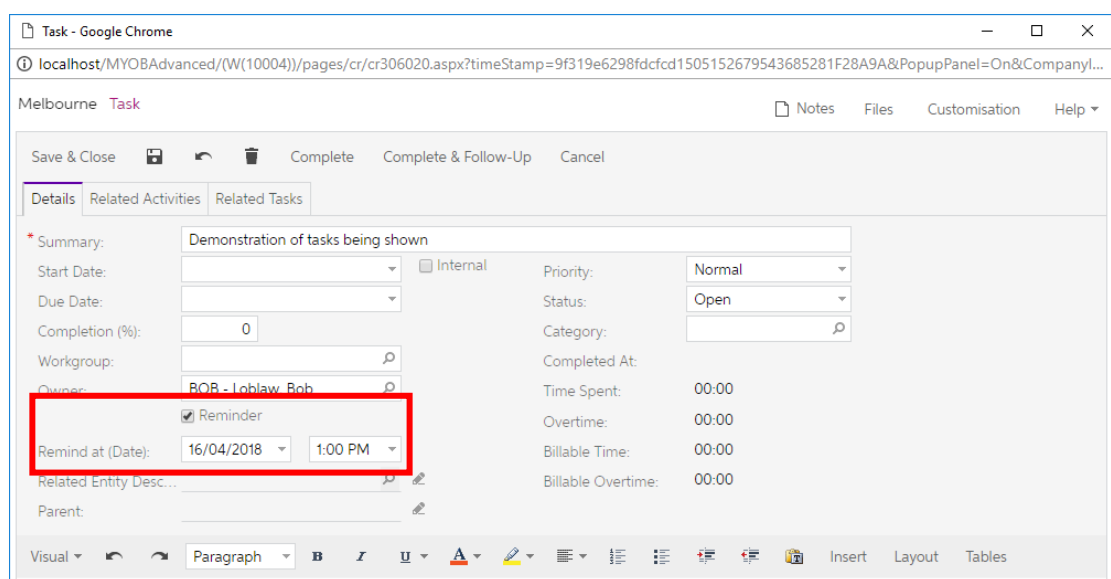 Task - Google Chrome
localhost/MYOBAdvanced/(W(10004))/pages/cr/cr306020.aspx?timeStamp=9f319e6298fdcfcd1505152679543685281F28A9A&PopupPanel=On&CompanyI...
Melbourne Task Notes Files Customisation Help
Save & Close Complete Complete & Follow-Up Cancel
Details Related Activities Related Tasks
* Summary: Demonstration of tasks being shown
Start Date: Internal Priority: Normal
Due Date: Status: Open
Completion (%): 0 Category:
Workgroup: Completed At:
Owner: BOB - Loblaw, Bob Time Spent: 00:00
Reminder Overtime: 00:00
Remind at (Date): 16/04/2018 1:00 PM Billable Time: 00:00
Related Entity Desc... Billable Overtime: 00:00
Parent:
Visual Paragraph B I U A Insert Layout Tables